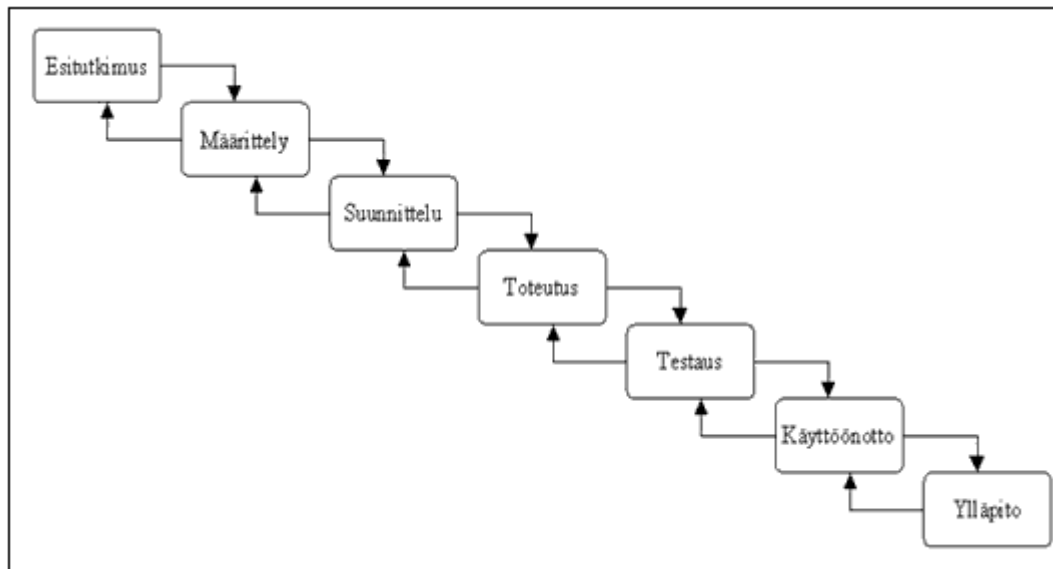 Esitutkimus
Määrittely
Suunnittelu
Toteutus
Testaus
Käyttöönotto
Ylläpito